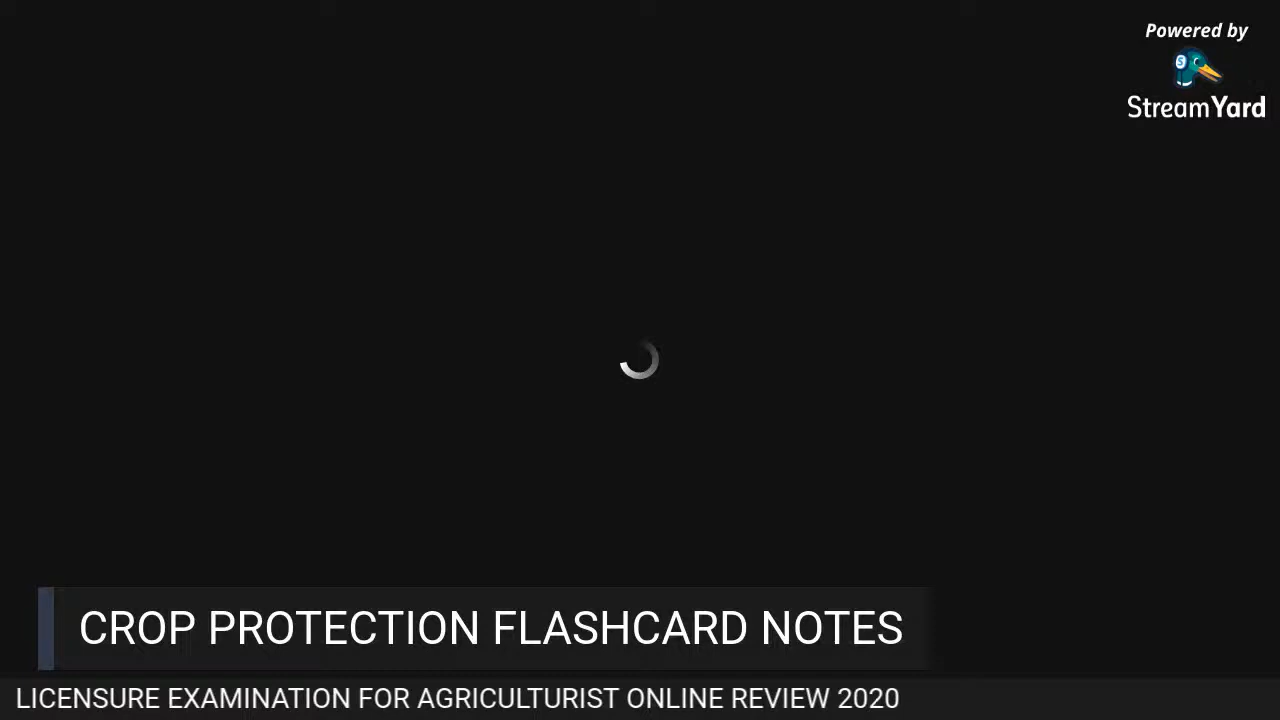 Powered by
StreamYard
CROP PROTECTION FLASHCARD NOTES
LICENSURE EXAMINATION FOR AGRICULTURIST ONLINE REVIEW 2020